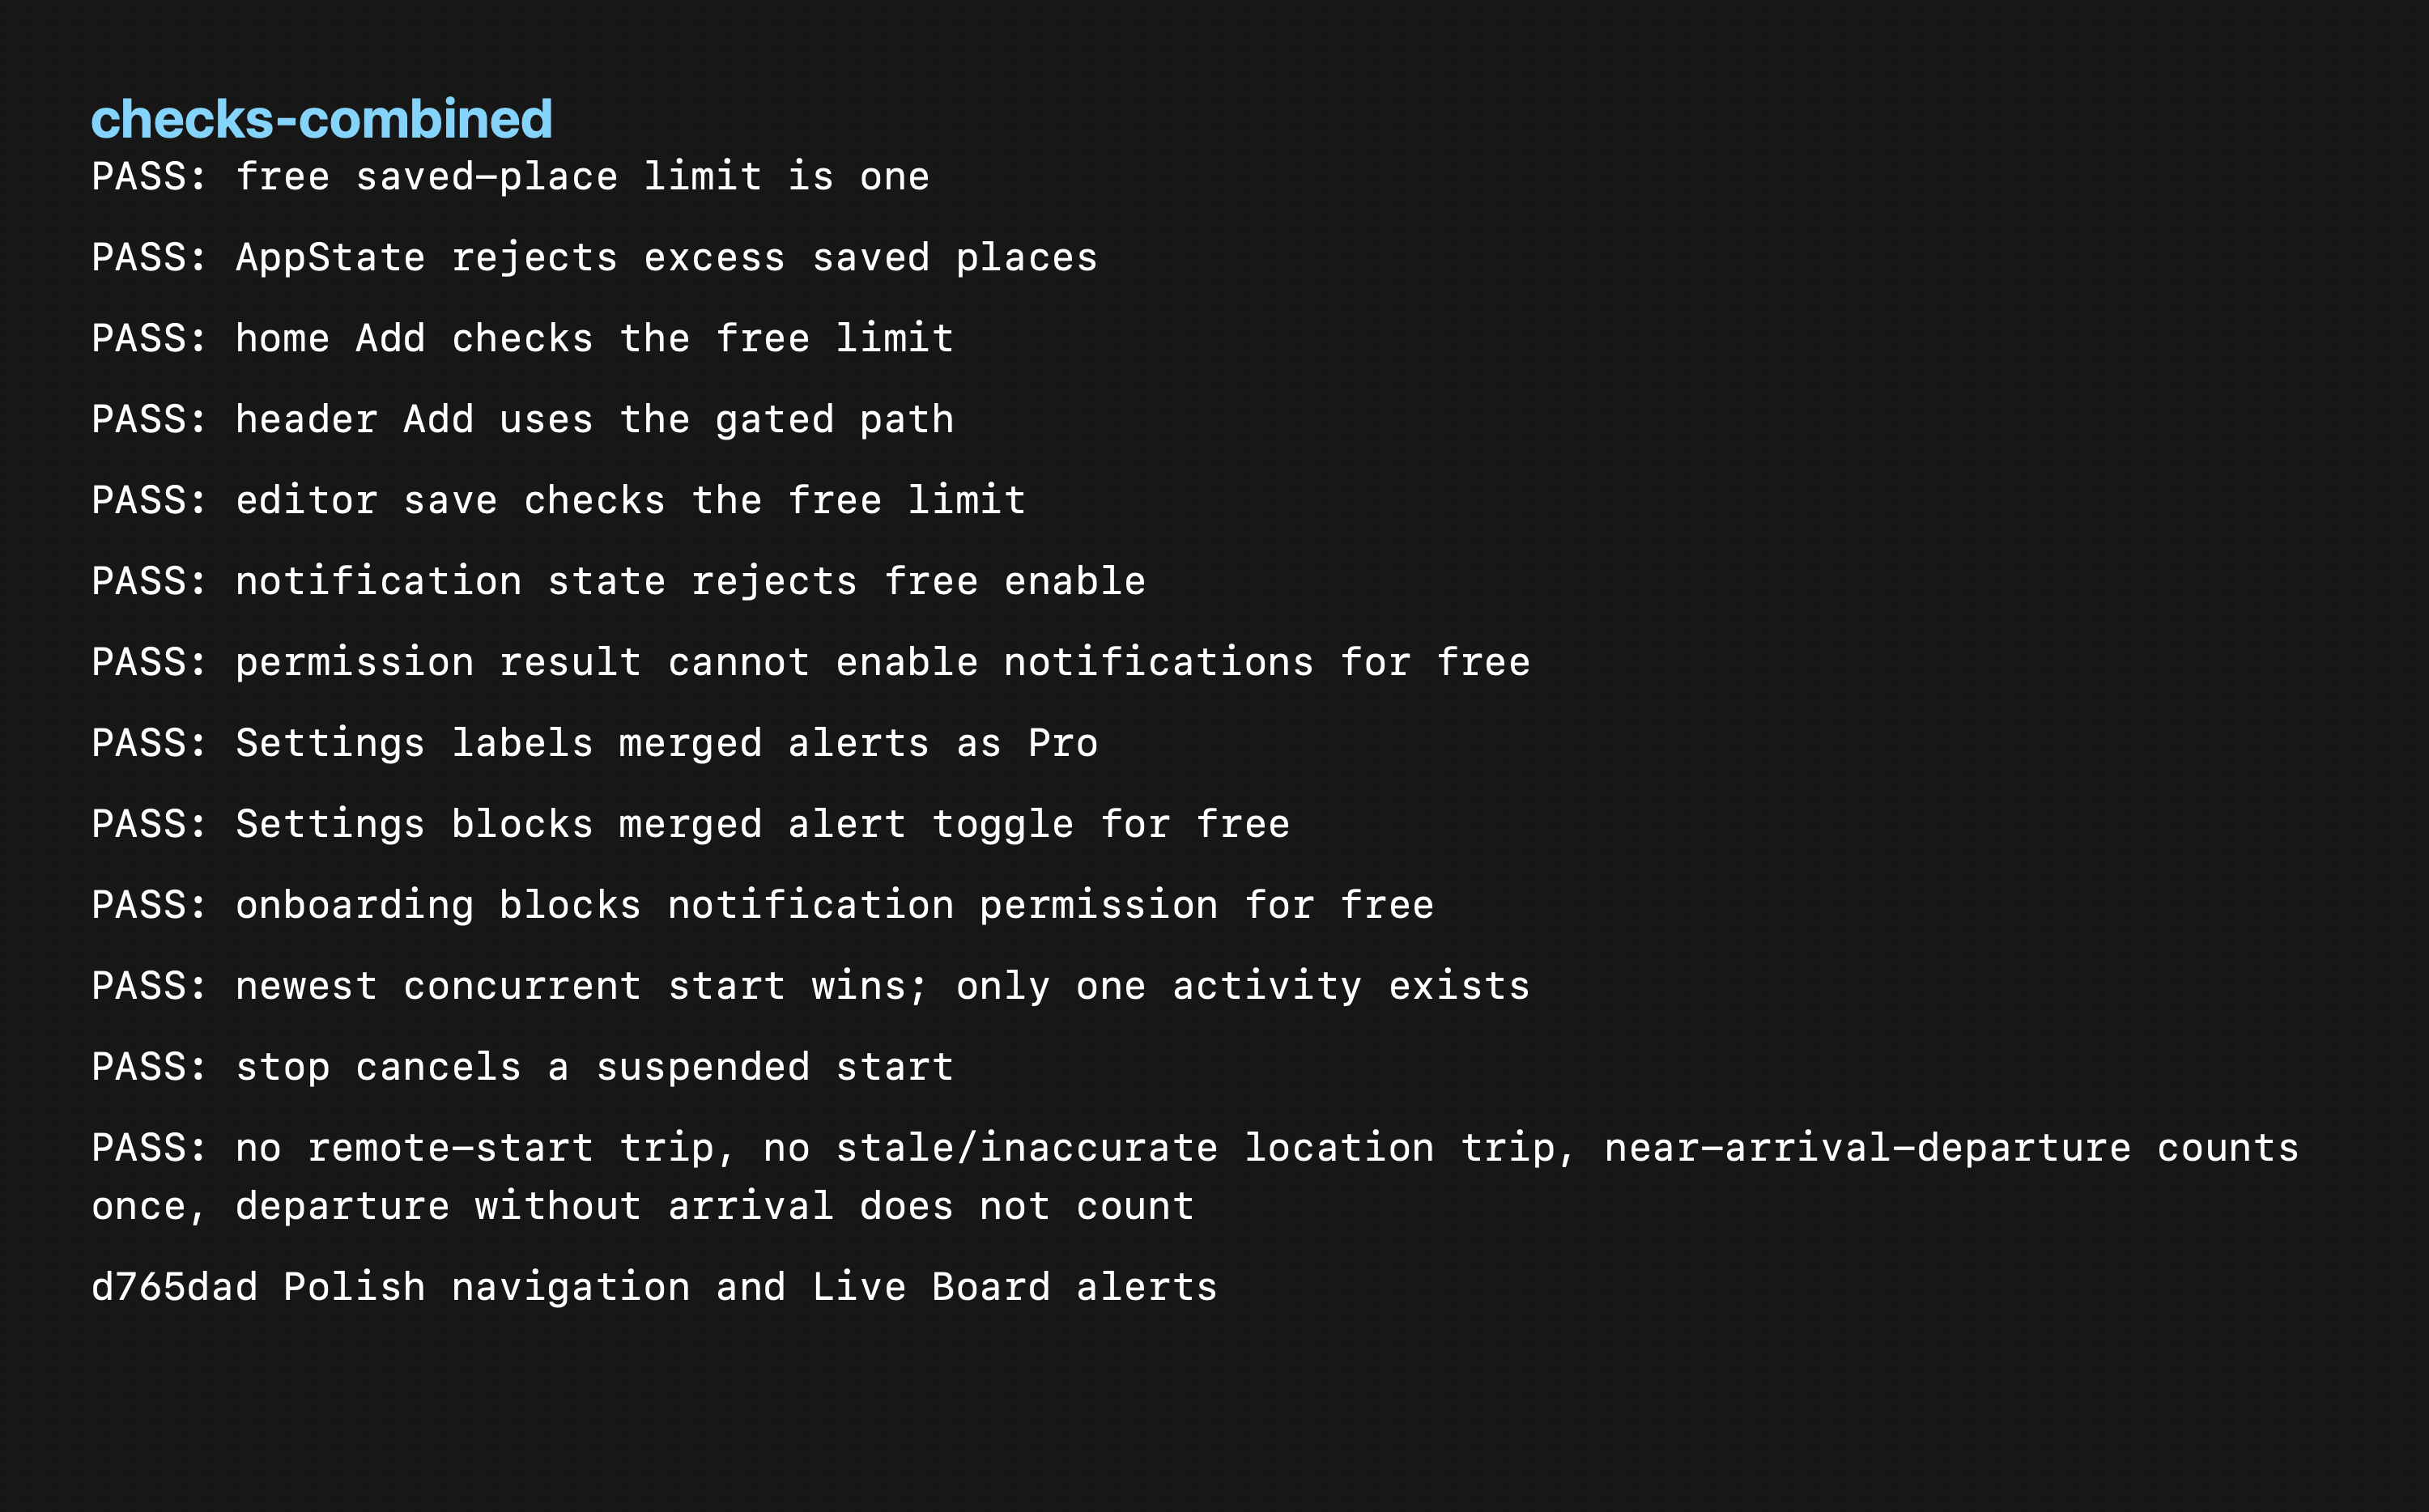 checks-combined
PASS: free saved-place limit is one
PASS: AppState rejects excess saved places
PASS: home Add checks the free limit
PASS: header Add uses the gated path
PASS: editor save checks the free limit
PASS: notification state rejects free enable
PASS: permission result cannot enable notifications for free
PASS: Settings labels merged alerts as Pro
PASS: Settings blocks merged alert toggle for free
PASS: onboarding blocks notification permission for free
PASS: newest concurrent start wins; only one activity exists
PASS: stop cancels a suspended start
PASS: no remote-start trip, no stale/inaccurate location trip, near-arrival-departure counts
once, departure without arrival does not count
d765dad Polish navigation and Live Board alerts